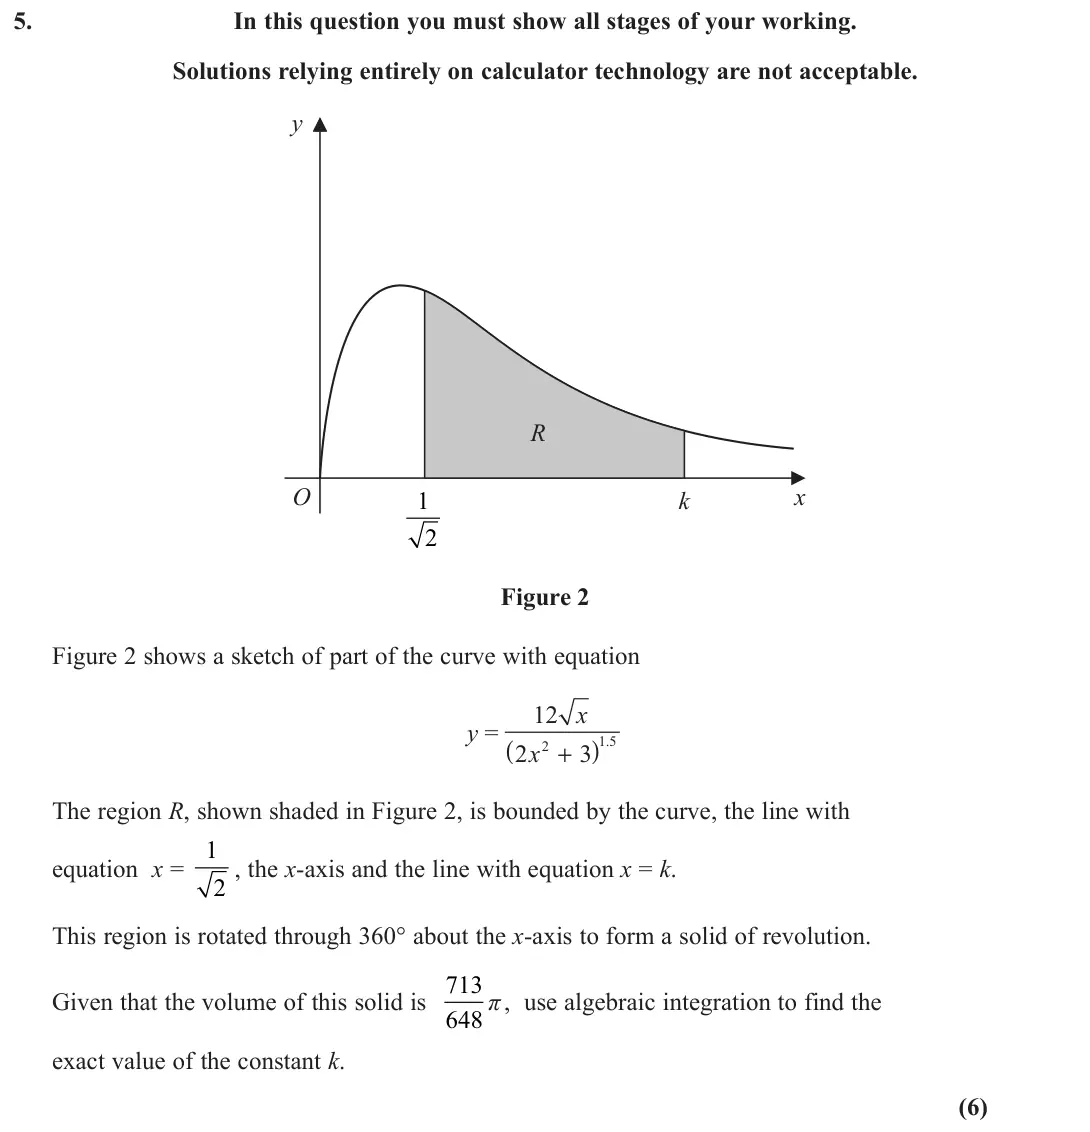 5. In this question you must show all stages of your working.
Solutions relying entirely on calculator technology are not acceptable.
y
R
O
1/√2
k
x
Figure 2
Figure 2 shows a sketch of part of the curve with equation
y = 12√x / (2x² + 3)^1.5
The region R, shown shaded in Figure 2, is bounded by the curve, the line with
equation x = 1/√2, the x-axis and the line with equation x = k.
This region is rotated through 360° about the x-axis to form a solid of revolution.
Given that the volume of this solid is 713/648 π, use algebraic integration to find the
exact value of the constant k.
(6)